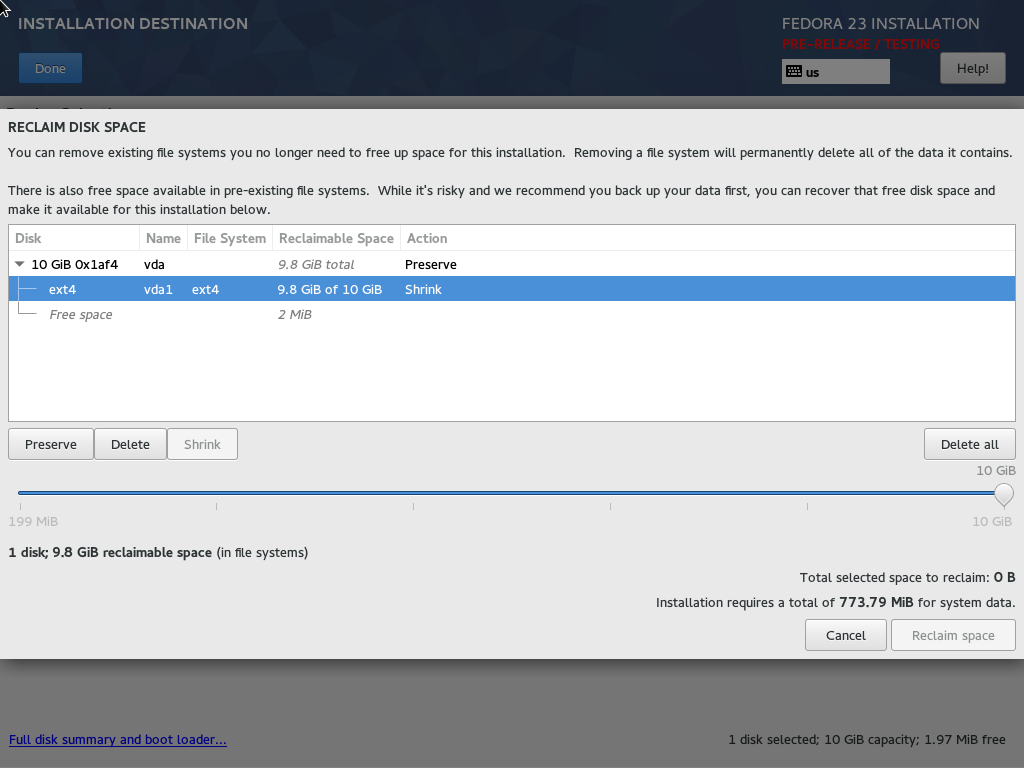 INSTALLATION DESTINATION
FEDORA 23 INSTALLATION
PRE-RELEASE / TESTING
Done
us
Help!
RECLAIM DISK SPACE
You can remove existing file systems you no longer need to free up space for this installation.  Removing a file system will permanently delete all of the data it contains.
There is also free space available in pre-existing file systems.  While it's risky and we recommend you back up your data first, you can recover that free disk space and
make it available for this installation below.
Disk Name File System Reclaimable Space Action
10 GiB 0x1af4 vda 9.8 GiB total Preserve
ext4 vda1 ext4 9.8 GiB of 10 GiB Shrink
Free space 2 MiB
Preserve Delete Shrink Delete all
10 GiB
199 MiB 10 GiB
1 disk; 9.8 GiB reclaimable space (in file systems)
Total selected space to reclaim: 0 B
Installation requires a total of 773.79 MiB for system data.
Cancel Reclaim space
Full disk summary and boot loader... 1 disk selected; 10 GiB capacity; 1.97 MiB free